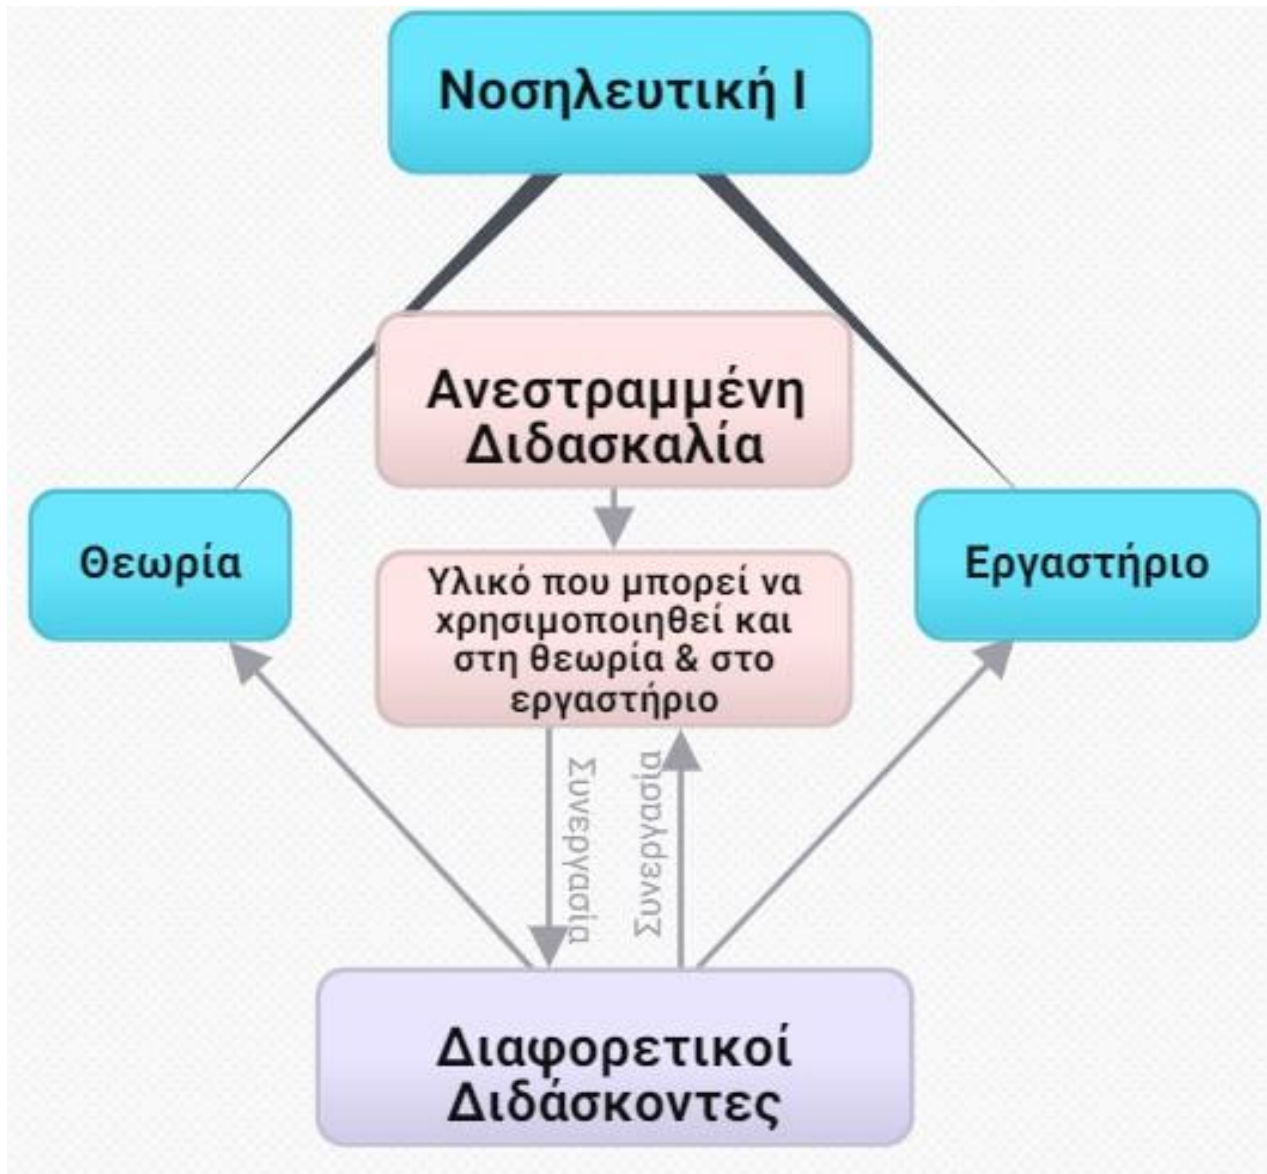 Νοσηλευτική Ι
Ανεστραμμένη
Διδασκαλία
Θεωρία
Εργαστήριο
Υλικό που μπορεί να
χρησιμοποιηθεί και
στη θεωρία & στο
εργαστήριο
Συνεργασία
Συνεργασία
Διαφορετικοί
Διδάσκοντες